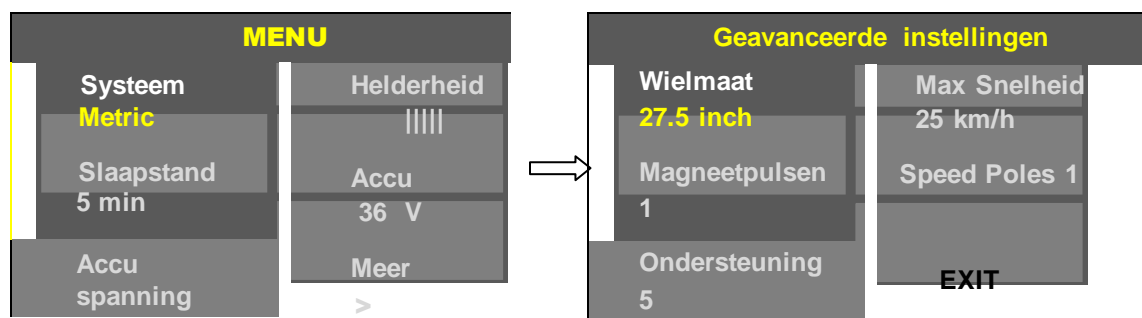 MENU
Systeem
Metric
Slaapstand
5 min
Accu
spanning
Helderheid
|||||
Accu
36 V
Meer
>
Geavanceerde instellingen
Wielmaat
27.5 inch
Magneetpulsen
1
Ondersteuning
5
Max Snelheid
25 km/h
Speed Poles 1
EXIT